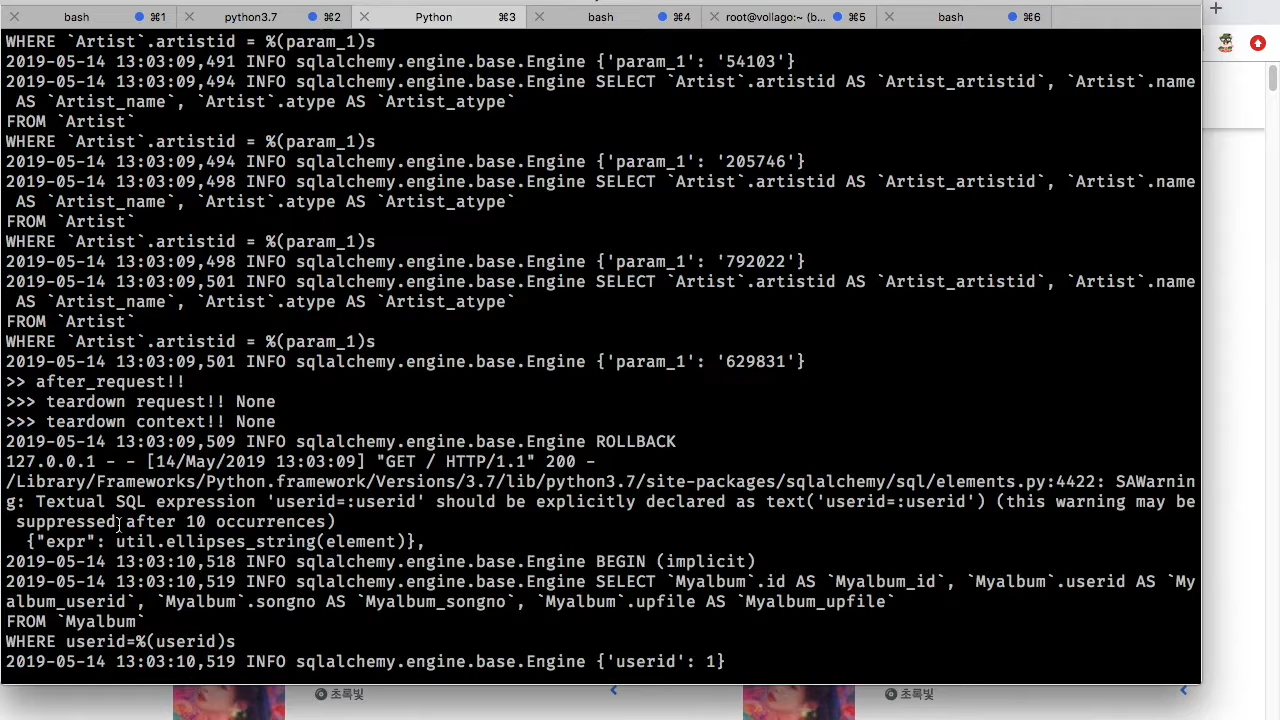 bash ⌘1 python3.7 ⌘2 Python ⌘3 bash ⌘4 root@vollago:~ (b... ⌘5 bash ⌘6
WHERE `Artist`.artistid = %(param_1)s
2019-05-14 13:03:09,491 INFO sqlalchemy.engine.base.Engine {'param_1': '54103'}
2019-05-14 13:03:09,494 INFO sqlalchemy.engine.base.Engine SELECT `Artist`.artistid AS `Artist_artistid`, `Artist`.name
AS `Artist_name`, `Artist`.atype AS `Artist_atype`
FROM `Artist`
WHERE `Artist`.artistid = %(param_1)s
2019-05-14 13:03:09,494 INFO sqlalchemy.engine.base.Engine {'param_1': '205746'}
2019-05-14 13:03:09,498 INFO sqlalchemy.engine.base.Engine SELECT `Artist`.artistid AS `Artist_artistid`, `Artist`.name
AS `Artist_name`, `Artist`.atype AS `Artist_atype`
FROM `Artist`
WHERE `Artist`.artistid = %(param_1)s
2019-05-14 13:03:09,498 INFO sqlalchemy.engine.base.Engine {'param_1': '792022'}
2019-05-14 13:03:09,501 INFO sqlalchemy.engine.base.Engine SELECT `Artist`.artistid AS `Artist_artistid`, `Artist`.name
AS `Artist_name`, `Artist`.atype AS `Artist_atype`
FROM `Artist`
WHERE `Artist`.artistid = %(param_1)s
2019-05-14 13:03:09,501 INFO sqlalchemy.engine.base.Engine {'param_1': '629831'}
>> after_request!!
>>> teardown request!! None
>>> teardown context!! None
2019-05-14 13:03:09,509 INFO sqlalchemy.engine.base.Engine ROLLBACK
127.0.0.1 - - [14/May/2019 13:03:09] "GET / HTTP/1.1" 200 -
/Library/Frameworks/Python.framework/Versions/3.7/lib/python3.7/site-packages/sqlalchemy/sql/elements.py:4422: SAWarnin
g: Textual SQL expression 'userid=:userid' should be explicitly declared as text('userid=:userid') (this warning may be
suppressed after 10 occurrences)
{"expr": util.ellipses_string(element)},
2019-05-14 13:03:10,518 INFO sqlalchemy.engine.base.Engine BEGIN (implicit)
2019-05-14 13:03:10,519 INFO sqlalchemy.engine.base.Engine SELECT `Myalbum`.id AS `Myalbum_id`, `Myalbum`.userid AS `My
album_userid`, `Myalbum`.songno AS `Myalbum_songno`, `Myalbum`.upfile AS `Myalbum_upfile`
FROM `Myalbum`
WHERE userid=%(userid)s
2019-05-14 13:03:10,519 INFO sqlalchemy.engine.base.Engine {'userid': 1}
초록빛 초록빛